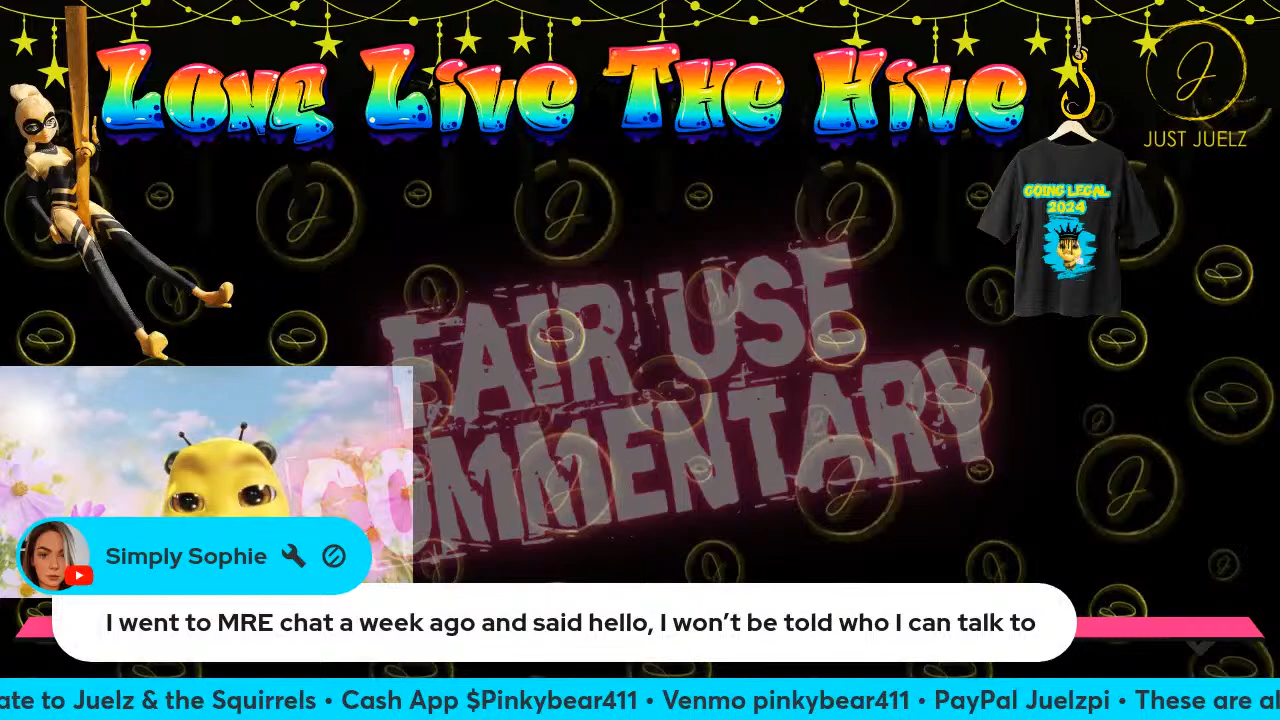 Long Live The Hive
JUST JUELZ
GOING LEGAL
2024
FAIR USE
COMMENTARY
Simply Sophie
I went to MRE chat a week ago and said hello, I won't be told who I can talk to
ate to Juelz & the Squirrels • Cash App $Pinkybear411 • Venmo pinkybear411 • PayPal Juelzpi • These are al